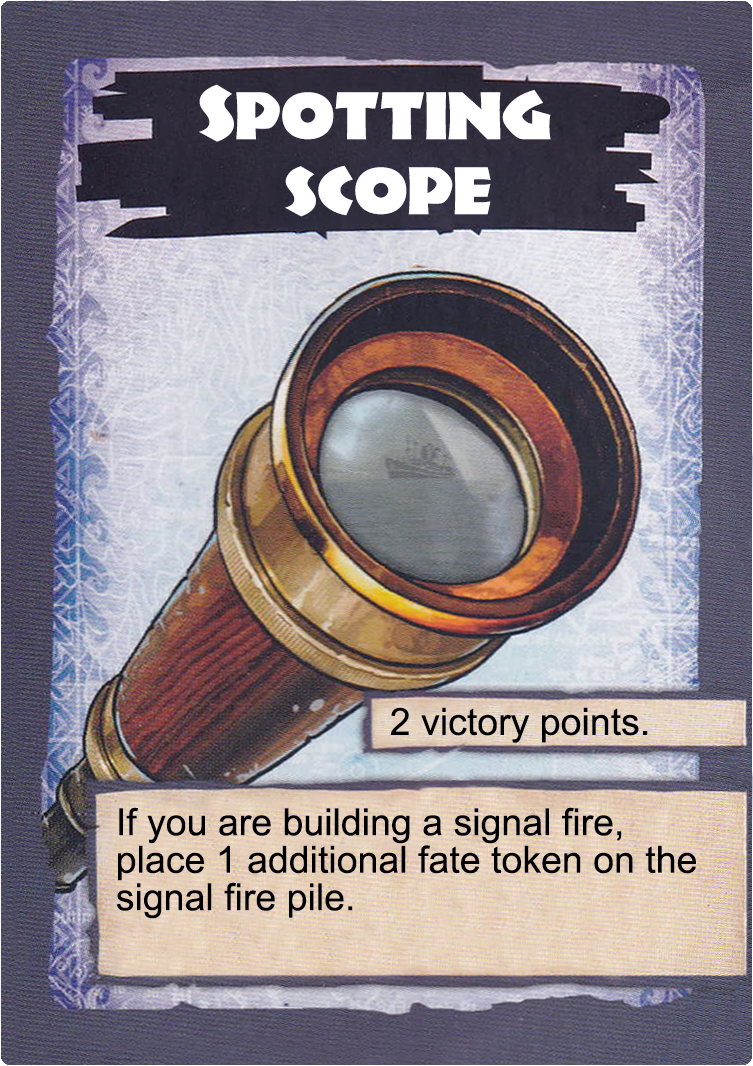 SPOTTING
SCOPE
2 victory points.
If you are building a signal fire,
place 1 additional fate token on the
signal fire pile.